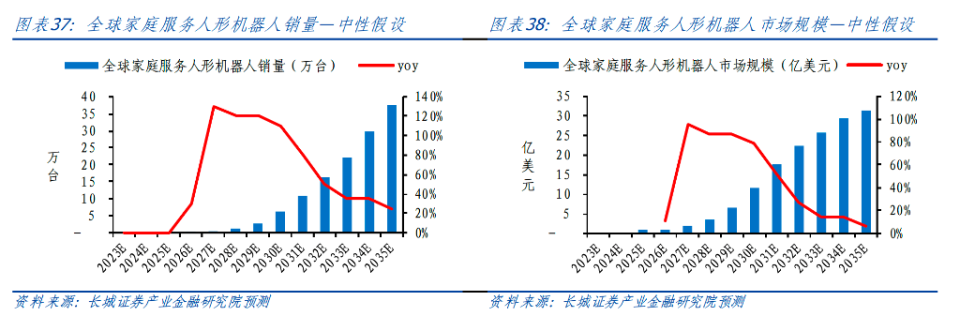 图表37：全球家庭服务人形机器人销量—中性假设
全球家庭服务人形机器人销量（万台）
yoy
万台
40
35
30
25
20
15
10
5
–
140%
120%
100%
80%
60%
40%
20%
0%
2023E
2024E
2025E
2026E
2027E
2028E
2029E
2030E
2031E
2032E
2033E
2034E
2035E
资料来源：长城证券产业金融研究院预测
图表38：全球家庭服务人形机器人市场规模—中性假设
全球家庭服务人形机器人市场规模（亿美元）
yoy
亿美元
35
30
25
20
15
10
5
–
120%
100%
80%
60%
40%
20%
0%
2023E
2024E
2025E
2026E
2027E
2028E
2029E
2030E
2031E
2032E
2033E
2034E
2035E
资料来源：长城证券产业金融研究院预测